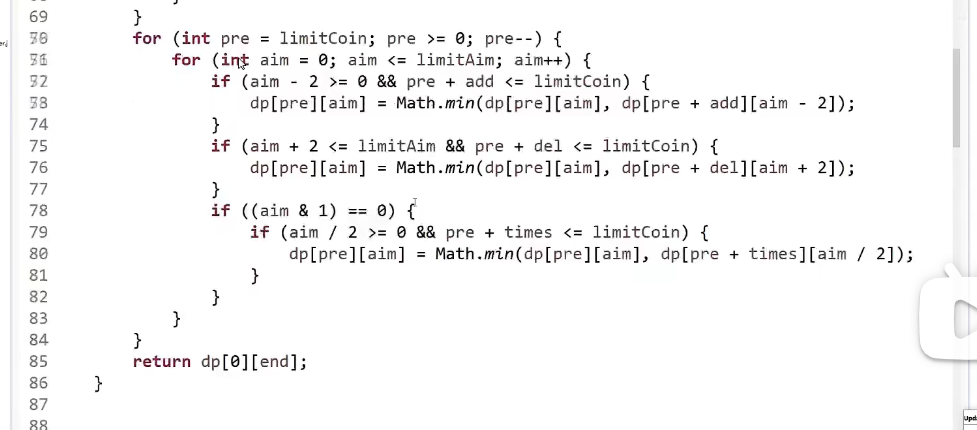 69 }
70 for (int pre = limitCoin; pre >= 0; pre--) {
71 for (int aim = 0; aim <= limitAim; aim++) {
72 if (aim - 2 >= 0 && pre + add <= limitCoin) {
73 dp[pre][aim] = Math.min(dp[pre][aim], dp[pre + add][aim - 2]);
74 }
75 if (aim + 2 <= limitAim && pre + del <= limitCoin) {
76 dp[pre][aim] = Math.min(dp[pre][aim], dp[pre + del][aim + 2]);
77 }
78 if ((aim & 1) == 0) {
79 if (aim / 2 >= 0 && pre + times <= limitCoin) {
80 dp[pre][aim] = Math.min(dp[pre][aim], dp[pre + times][aim / 2]);
81 }
82 }
83 }
84 }
85 return dp[0][end];
86 }
87
88